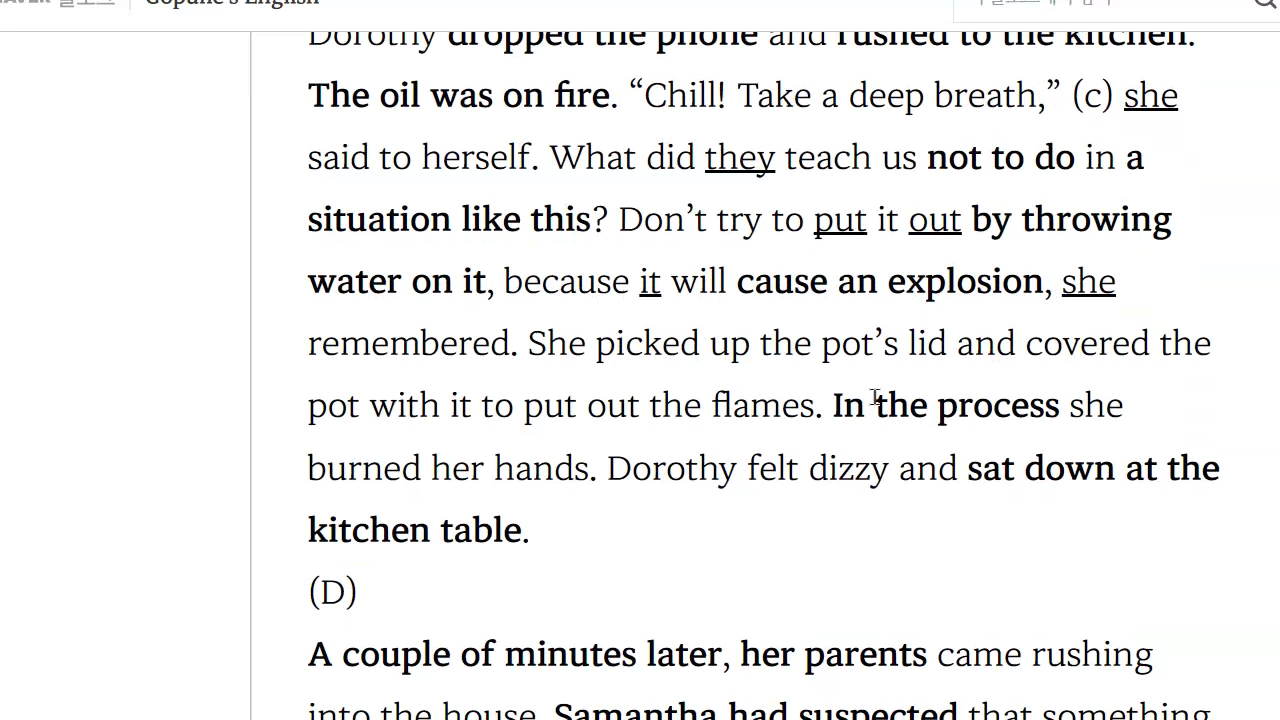 Gopune's English
Dorothy dropped the phone and rushed to the kitchen.
The oil was on fire. “Chill! Take a deep breath,” (c) she
said to herself. What did they teach us not to do in a
situation like this? Don’t try to put it out by throwing
water on it, because it will cause an explosion, she
remembered. She picked up the pot’s lid and covered the
pot with it to put out the flames. In the process she
burned her hands. Dorothy felt dizzy and sat down at the
kitchen table.
(D)
A couple of minutes later, her parents came rushing
into the house. Samantha had suspected that something